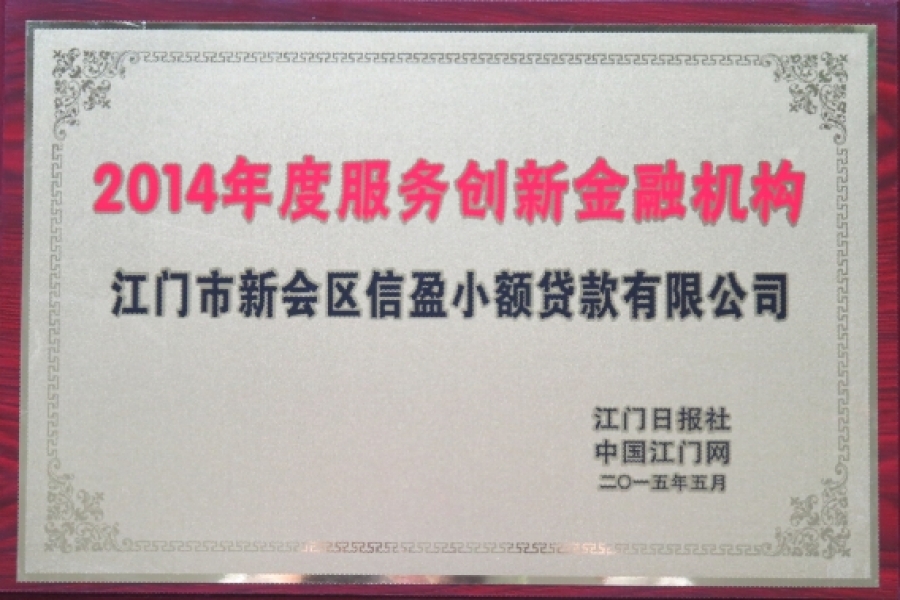 2014年度服务创新金融机构
江门市新会区信盈小额贷款有限公司
江门日报社
中国江门网
二〇一五年五月